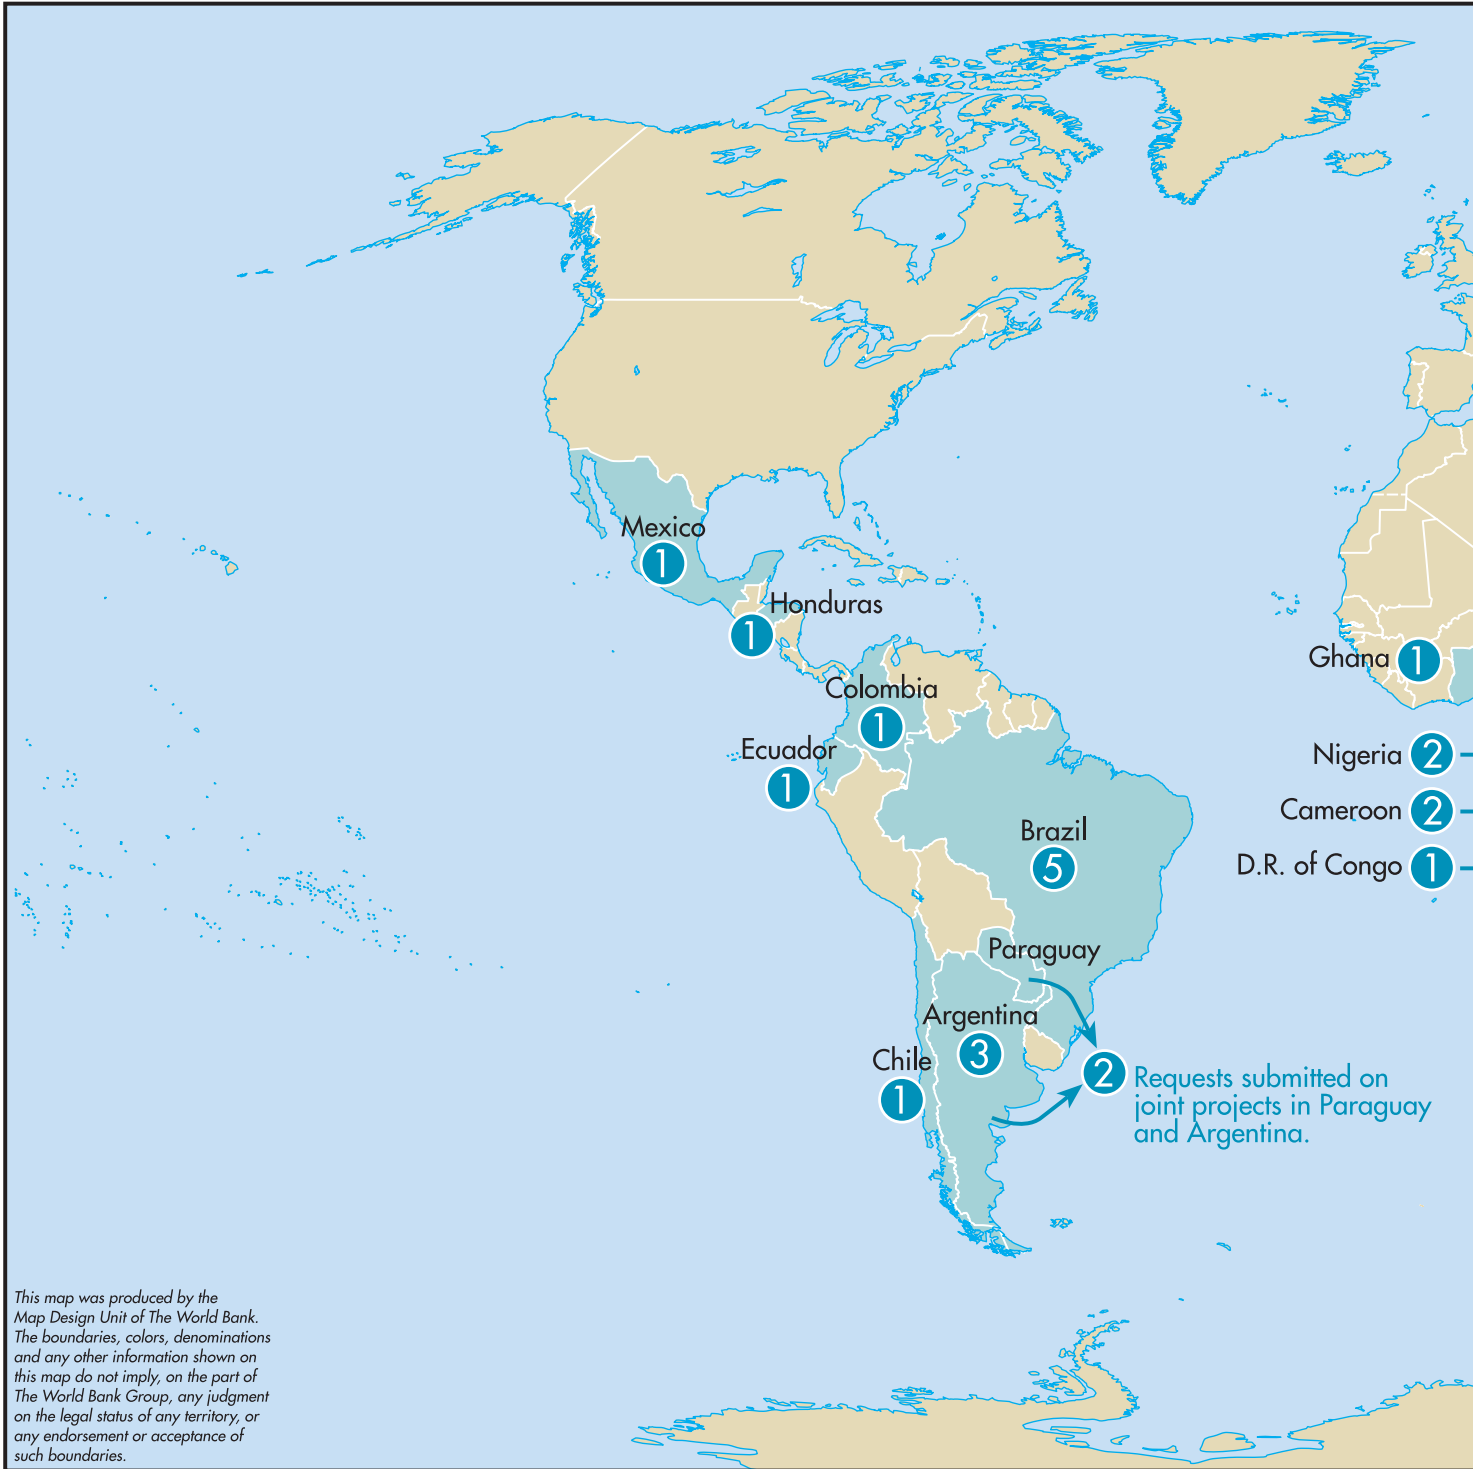 Mexico
1
Honduras
1
Colombia
1
Ecuador
1
Brazil
5
Paraguay
Argentina
3
Chile
1
2
Requests submitted on
joint projects in Paraguay
and Argentina.
Ghana 1
Nigeria 2
Cameroon 2
D.R. of Congo 1
This map was produced by the
Map Design Unit of The World Bank.
The boundaries, colors, denominations
and any other information shown on
this map do not imply, on the part of
The World Bank Group, any judgment
on the legal status of any territory, or
any endorsement or acceptance of
such boundaries.